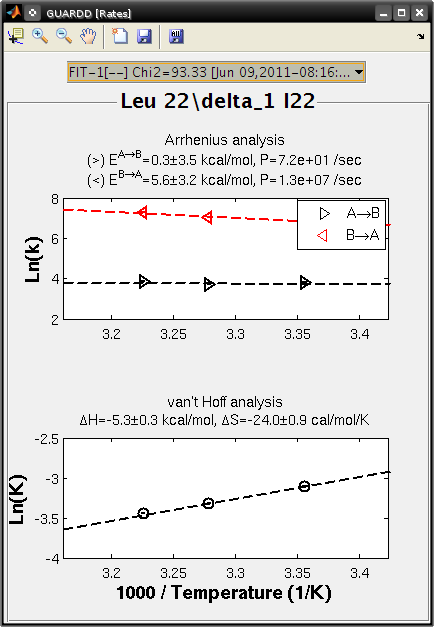 GUARDD [Rates]
FIT-1[--] Chi2=93.33 [Jun 09,2011-08:16:...
Leu 22\delta_1 I22
Arrhenius analysis
(>) E^A→B=0.3±3.5 kcal/mol, P=7.2e+01 /sec
(<) E^B→A=5.6±3.2 kcal/mol, P=1.3e+07 /sec
8
6
4
2
Ln(k)
A→B
B→A
3.2 3.25 3.3 3.35 3.4
van't Hoff analysis
ΔH=-5.3±0.3 kcal/mol, ΔS=-24.0±0.9 cal/mol/K
-2.5
-3
-3.5
-4
Ln(K)
3.2 3.25 3.3 3.35 3.4
1000 / Temperature (1/K)